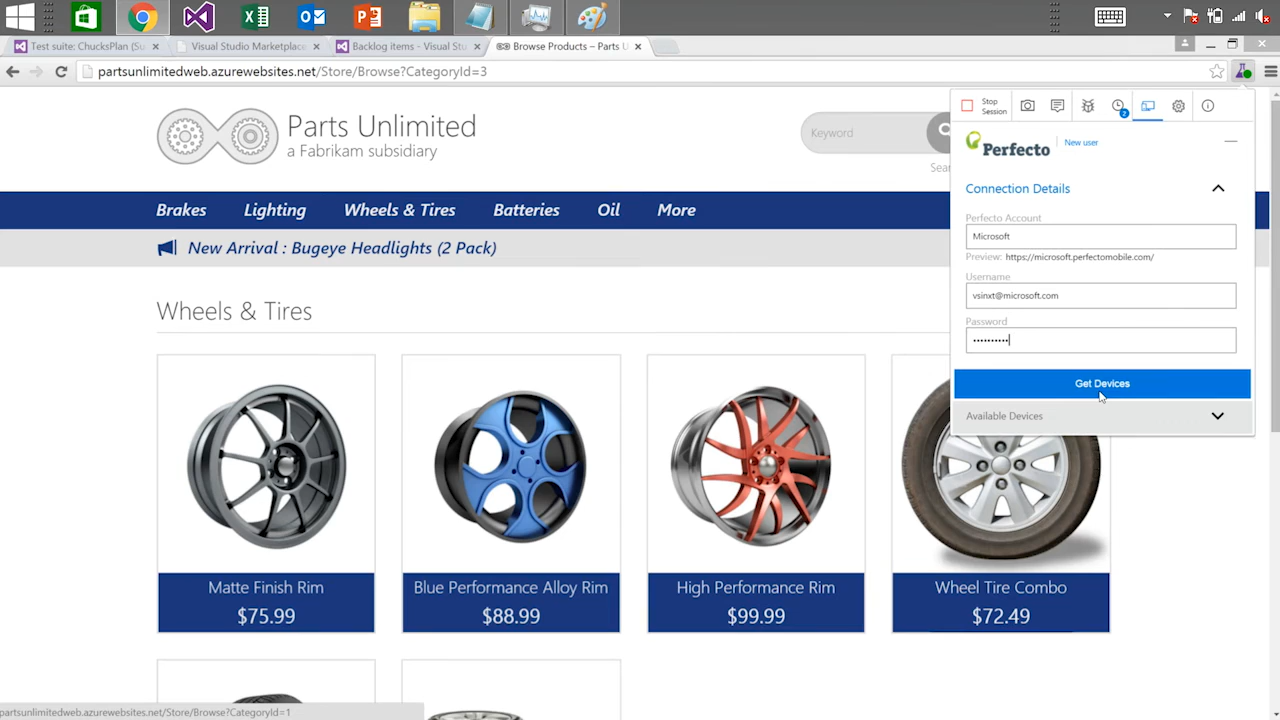 Test suite: ChucksPlan (Su
Visual Studio Marketplace
Backlog items - Visual Stu
Browse Products – Parts U
partsunlimitedweb.azurewebsites.net/Store/Browse?CategoryId=3
Stop Session
2
Parts Unlimited
a Fabrikam subsidiary
Keyword
Sear
Perfecto
New user
Connection Details
Brakes
Lighting
Wheels & Tires
Batteries
Oil
More
Perfecto Account
Microsoft
New Arrival : Bugeye Headlights (2 Pack)
Preview: https://microsoft.perfectomobile.com/
Username
vsinxt@microsoft.com
Wheels & Tires
Password
••••••••••
Get Devices
Available Devices
Matte Finish Rim
$75.99
Blue Performance Alloy Rim
$88.99
High Performance Rim
$99.99
Wheel Tire Combo
$72.49
partsunlimitedweb.azurewebsites.net/Store/Browse?CategoryId=1